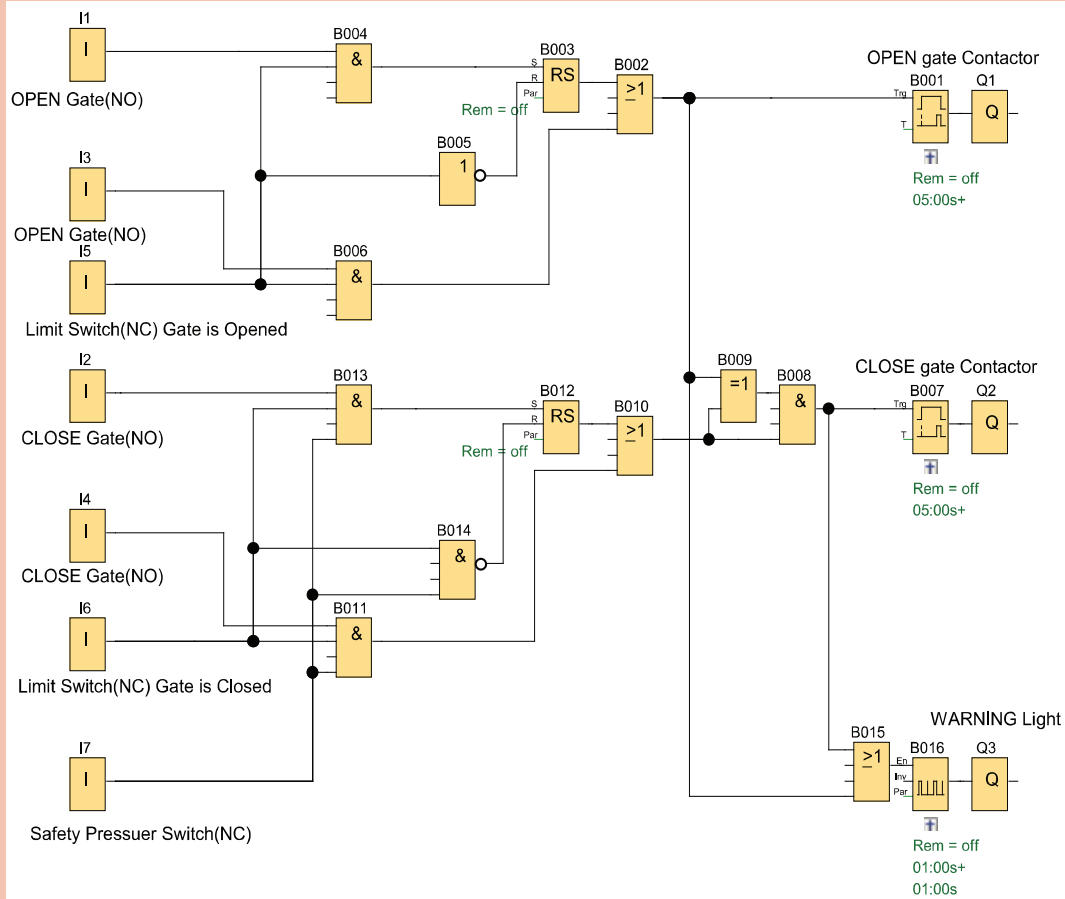 I1
I
OPEN Gate(NO)
B004
&
B003
S
R
Par
RS
Rem = off
B002
>1
OPEN gate Contactor
B001
Trg
T
Q1
Q
Rem = off
05:00s+
B005
1
I3
I
OPEN Gate(NO)
I5
I
Limit Switch(NC) Gate is Opened
B006
&
I2
I
CLOSE Gate(NO)
B013
&
B012
S
R
Par
RS
Rem = off
B010
>1
B009
=1
B008
&
CLOSE gate Contactor
B007
Trg
T
Q2
Q
Rem = off
05:00s+
I4
I
CLOSE Gate(NO)
B014
&
I6
I
Limit Switch(NC) Gate is Closed
B011
&
I7
I
Safety Pressuer Switch(NC)
WARNING Light
B015
>1
B016
En
Inv
Par
Q3
Q
Rem = off
01:00s+
01:00s